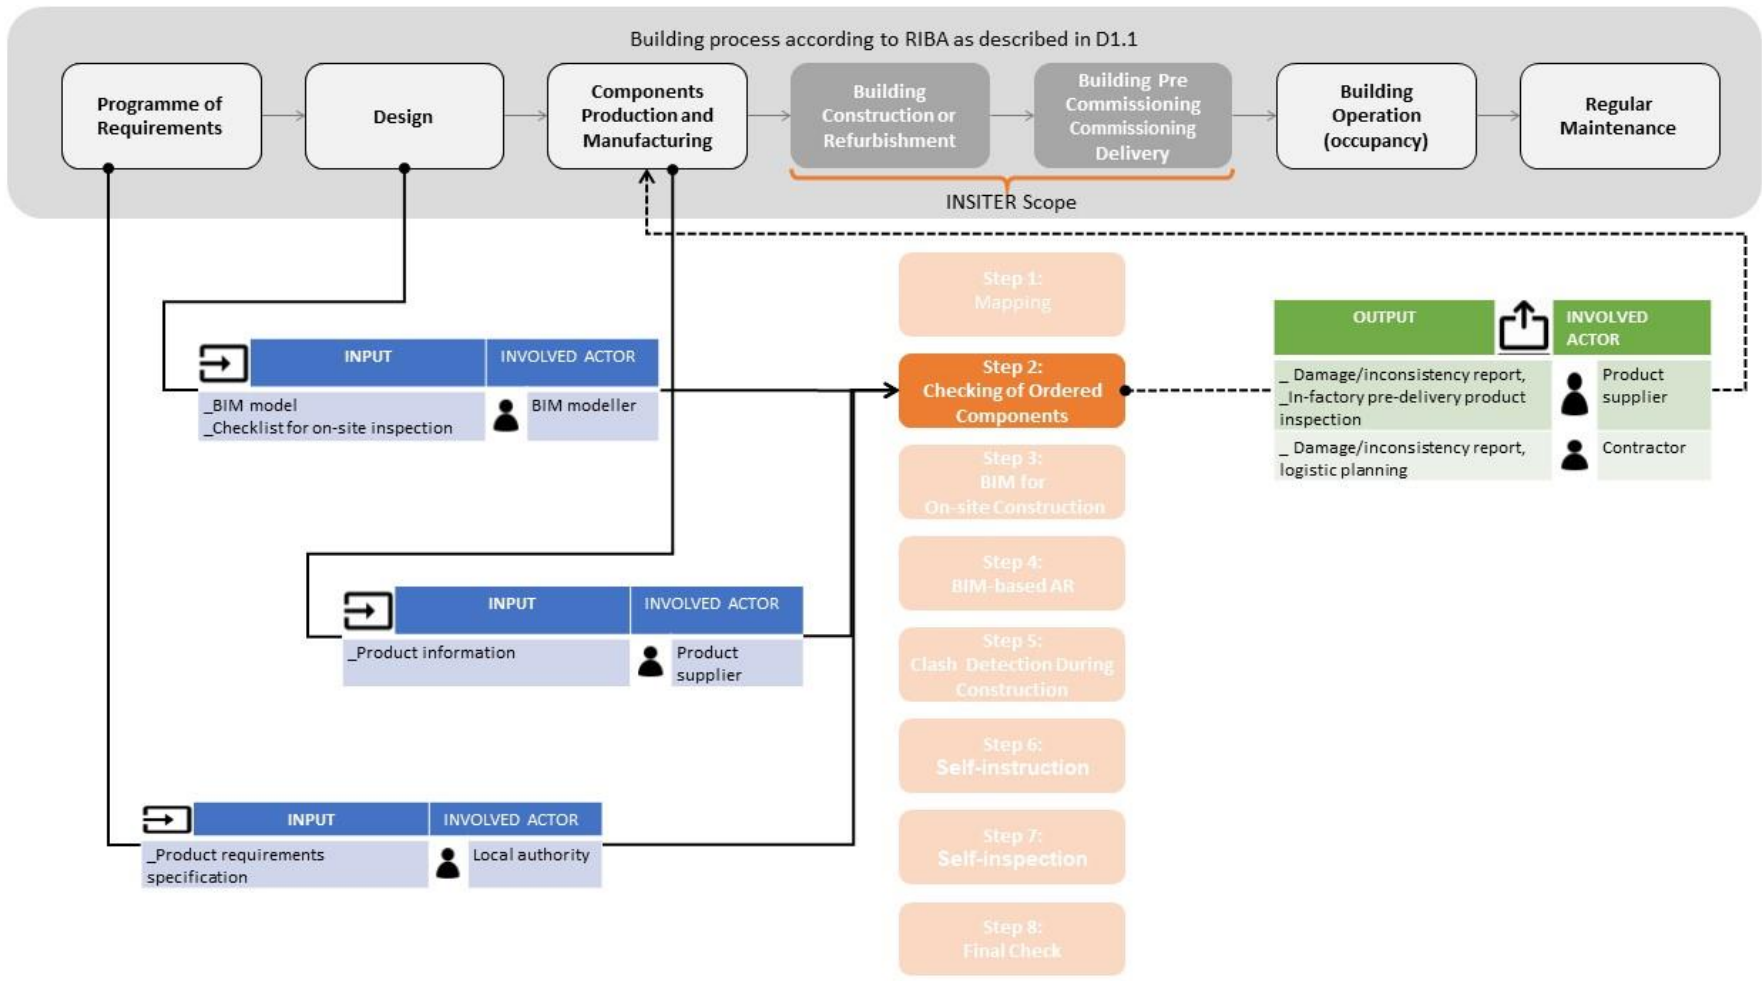 Building process according to RIBA as described in D1.1
Programme of
Requirements
Design
Components
Production and
Manufacturing
Building
Construction or
Refurbishment
Building Pre
Commissioning
Commissioning
Delivery
Building
Operation
(occupancy)
Regular
Maintenance
INSITER Scope
Step 1:
Mapping
Step 2:
Checking of Ordered
Components
Step 3:
BIM for
On-site Construction
Step 4:
BIM-based AR
Step 5:
Clash Detection During
Construction
Step 6:
Self-instruction
Step 7:
Self-inspection
Step 8:
Final Check
INPUT
INVOLVED ACTOR
_BIM model
_Checklist for on-site inspection
BIM modeller
INPUT
INVOLVED ACTOR
_Product information
Product
supplier
INPUT
INVOLVED ACTOR
_Product requirements
specification
Local authority
OUTPUT
INVOLVED
ACTOR
_ Damage/inconsistency report,
_In-factory pre-delivery product
inspection
Product
supplier
_ Damage/inconsistency report,
logistic planning
Contractor